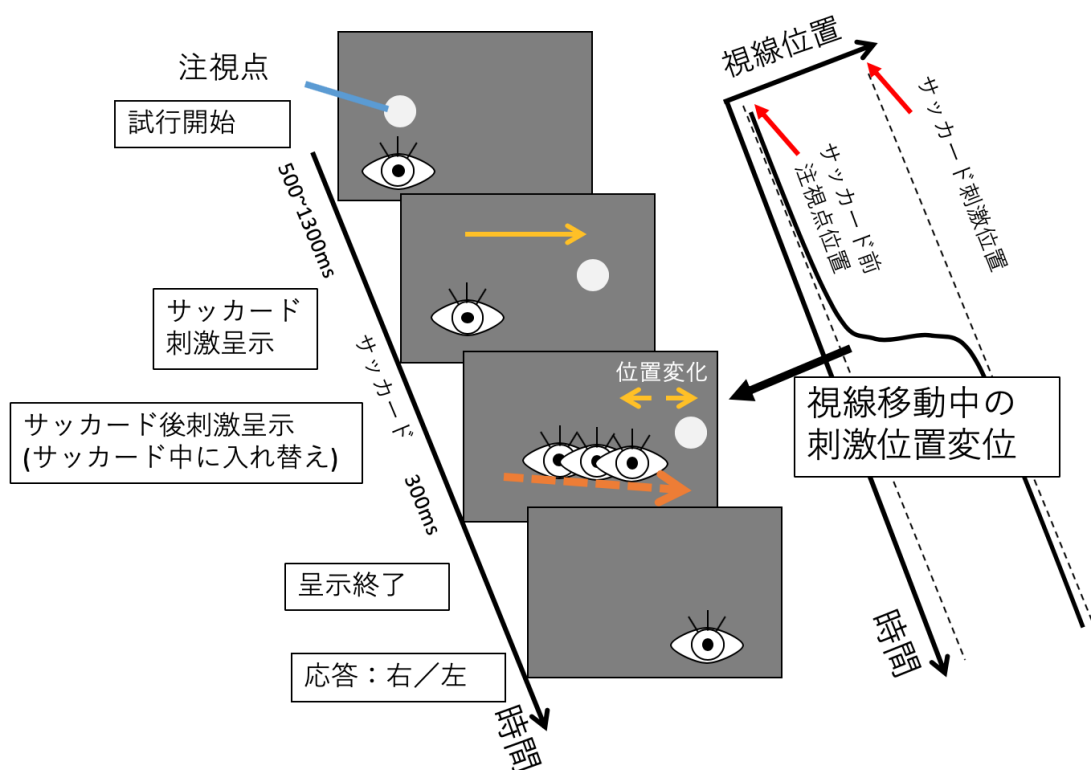 注視点
試行開始
500~1300ms
サッカード
刺激呈示
サッカード
サッカード後刺激呈示
(サッカード中に入れ替え)
300ms
位置変化
呈示終了
応答：右／左
時間
視線位置
サッカード前
注視点位置
サッカード刺激位置
視線移動中の
刺激位置変位
時間